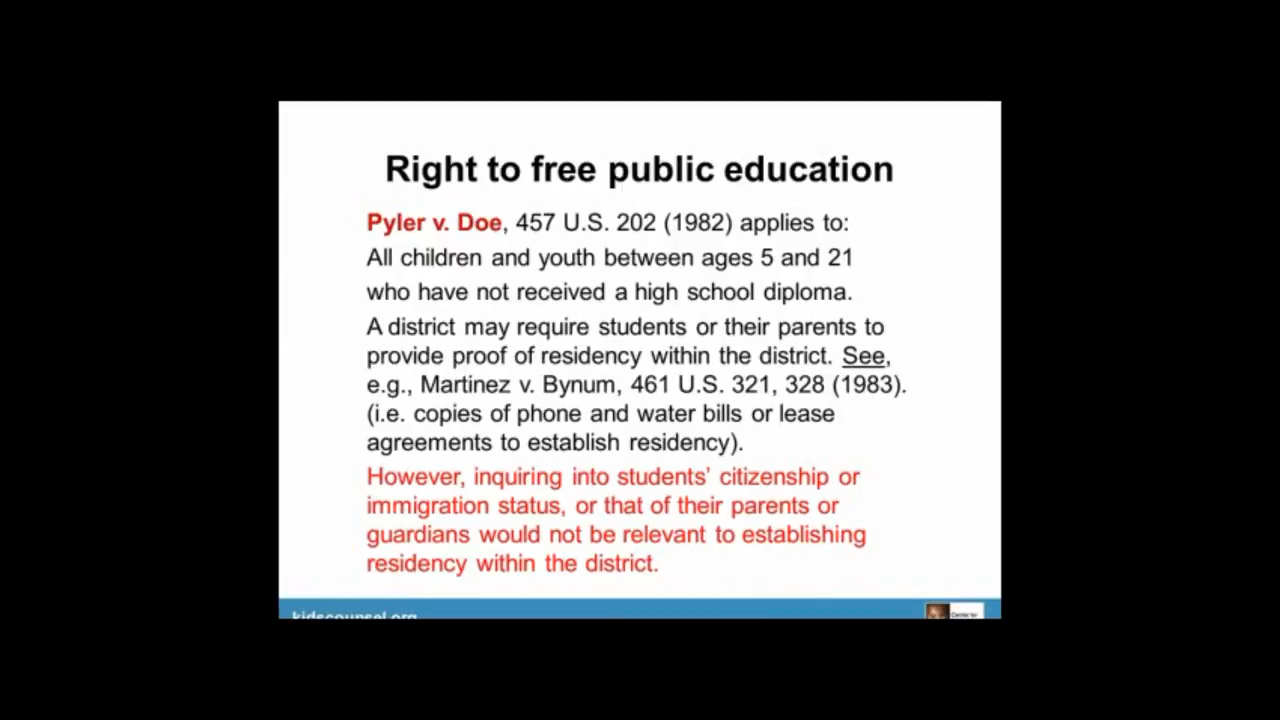 Right to free public education
Pyler v. Doe, 457 U.S. 202 (1982) applies to:
All children and youth between ages 5 and 21
who have not received a high school diploma.
A district may require students or their parents to
provide proof of residency within the district. See,
e.g., Martinez v. Bynum, 461 U.S. 321, 328 (1983).
(i.e. copies of phone and water bills or lease
agreements to establish residency).
However, inquiring into students’ citizenship or
immigration status, or that of their parents or
guardians would not be relevant to establishing
residency within the district.
kidscounsel.org
Center for